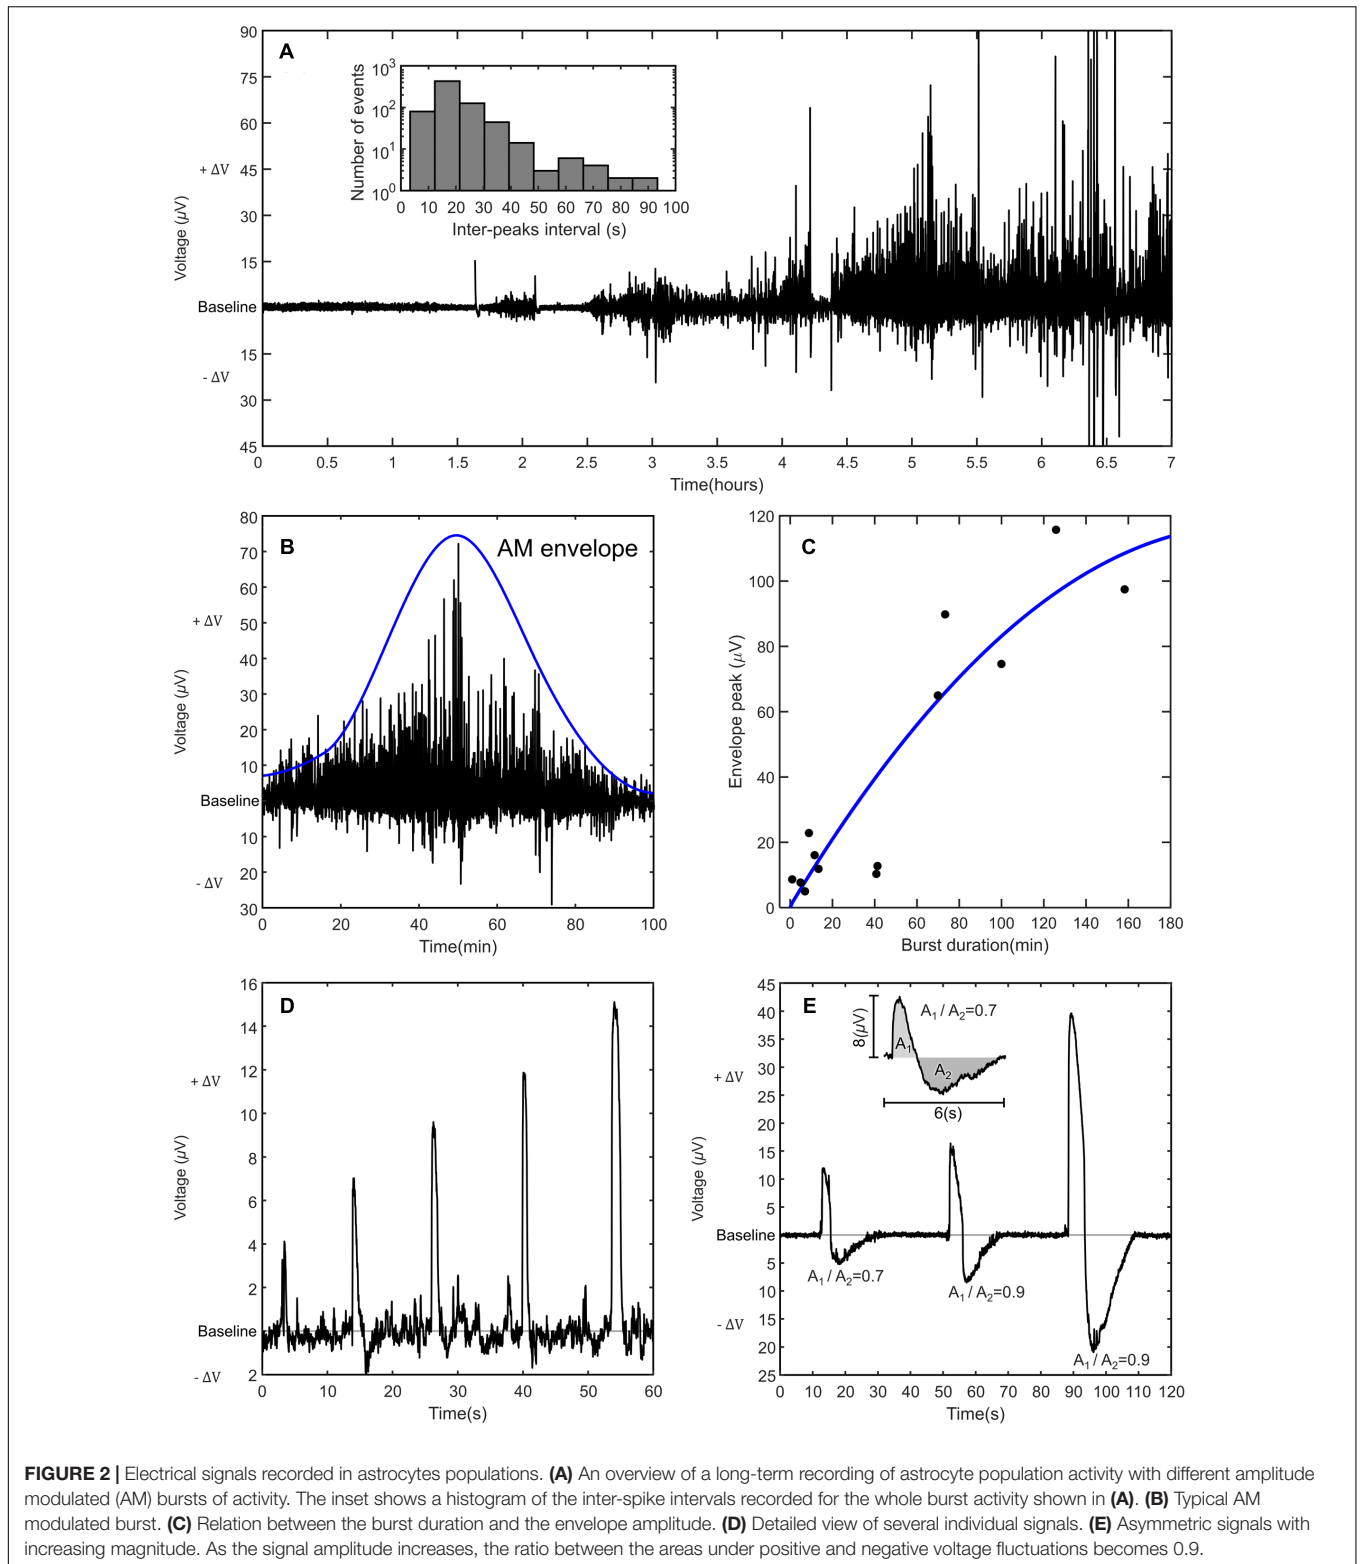 A
90
75
60
45
30
15
Baseline
15
30
45
+ ΔV
- ΔV
Voltage (μV)
0 0.5 1 1.5 2 2.5 3 3.5 4 4.5 5 5.5 6 6.5 7
Time(hours)
Number of events
10³
10²
10¹
10⁰
0 10 20 30 40 50 60 70 80 90 100
Inter-peaks interval (s)
B
AM envelope
80
70
60
50
40
30
20
10
Baseline
10
20
30
+ ΔV
- ΔV
Voltage (μV)
0 20 40 60 80 100
Time(min)
C
120
100
80
60
40
20
0
Envelope peak (μV)
0 20 40 60 80 100 120 140 160 180
Burst duration(min)
D
16
14
12
10
8
6
4
2
Baseline
2
+ ΔV
- ΔV
Voltage (μV)
0 10 20 30 40 50 60
Time(s)
E
45
40
35
30
25
20
15
10
5
Baseline
5
10
15
20
25
+ ΔV
- ΔV
Voltage (μV)
8(μV)
A₁ / A₂=0.7
A₁
A₂
6(s)
A₁ / A₂=0.7
A₁ / A₂=0.9
A₁ / A₂=0.9
0 10 20 30 40 50 60 70 80 90 100 110 120
Time(s)
FIGURE 2 | Electrical signals recorded in astrocytes populations. (A) An overview of a long-term recording of astrocyte population activity with different amplitude
modulated (AM) bursts of activity. The inset shows a histogram of the inter-spike intervals recorded for the whole burst activity shown in (A). (B) Typical AM
modulated burst. (C) Relation between the burst duration and the envelope amplitude. (D) Detailed view of several individual signals. (E) Asymmetric signals with
increasing magnitude. As the signal amplitude increases, the ratio between the areas under positive and negative voltage fluctuations becomes 0.9.